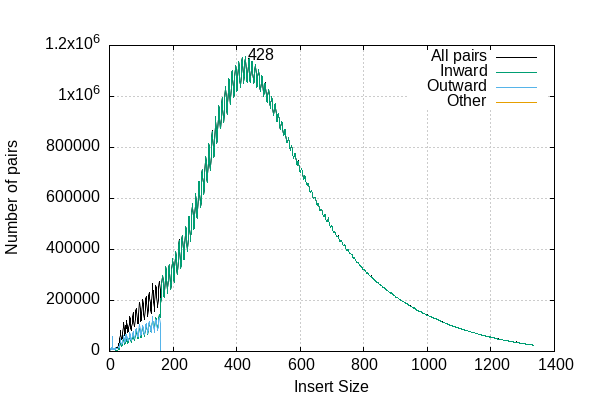 1.2x10^6
1x10^6
800000
600000
400000
200000
0
0 200 400 600 800 1000 1200 1400
Number of pairs
Insert Size
428
All pairs
Inward
Outward
Other